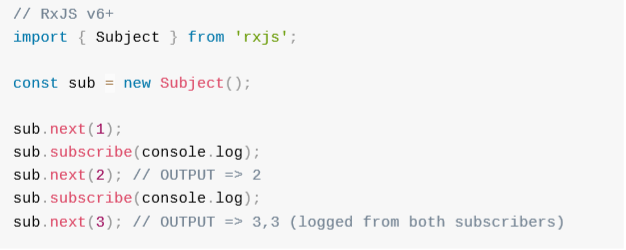 // RxJS v6+
import { Subject } from 'rxjs';
const sub = new Subject();
sub.next(1);
sub.subscribe(console.log);
sub.next(2); // OUTPUT => 2
sub.subscribe(console.log);
sub.next(3); // OUTPUT => 3,3 (logged from both subscribers)